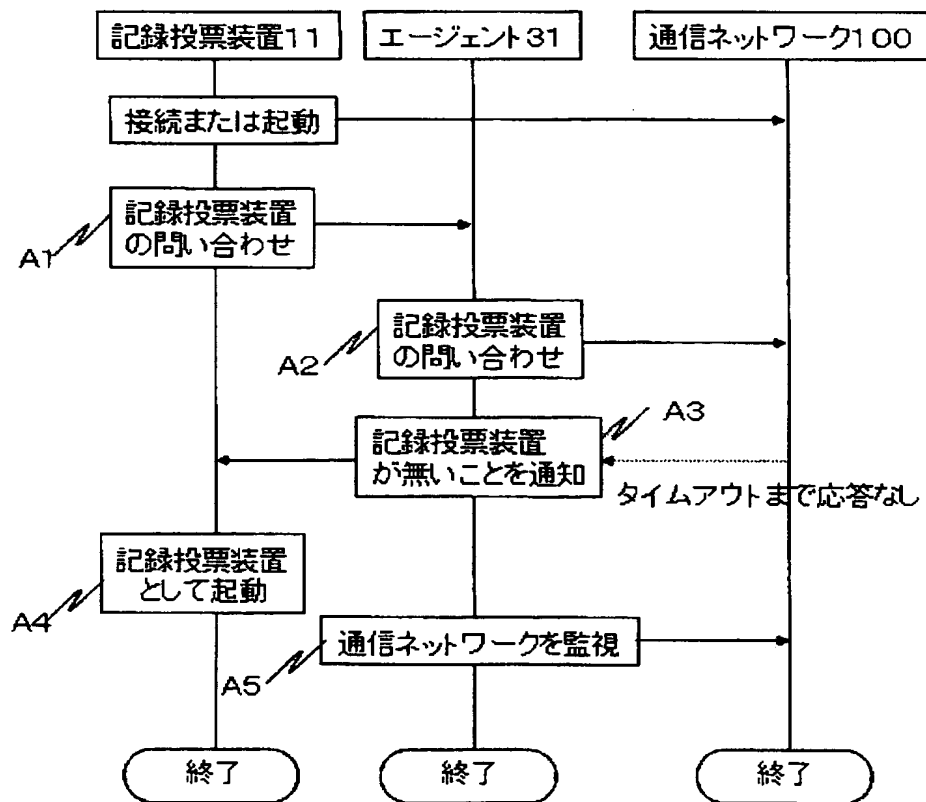 記録投票装置11
エージェント31
通信ネットワーク100
接続または起動
記録投票装置
の問い合わせ
A1
記録投票装置
の問い合わせ
A2
A3
記録投票装置
が無いことを通知
タイムアウトまで応答なし
記録投票装置
として起動
A4
通信ネットワークを監視
A5
終了
終了
終了